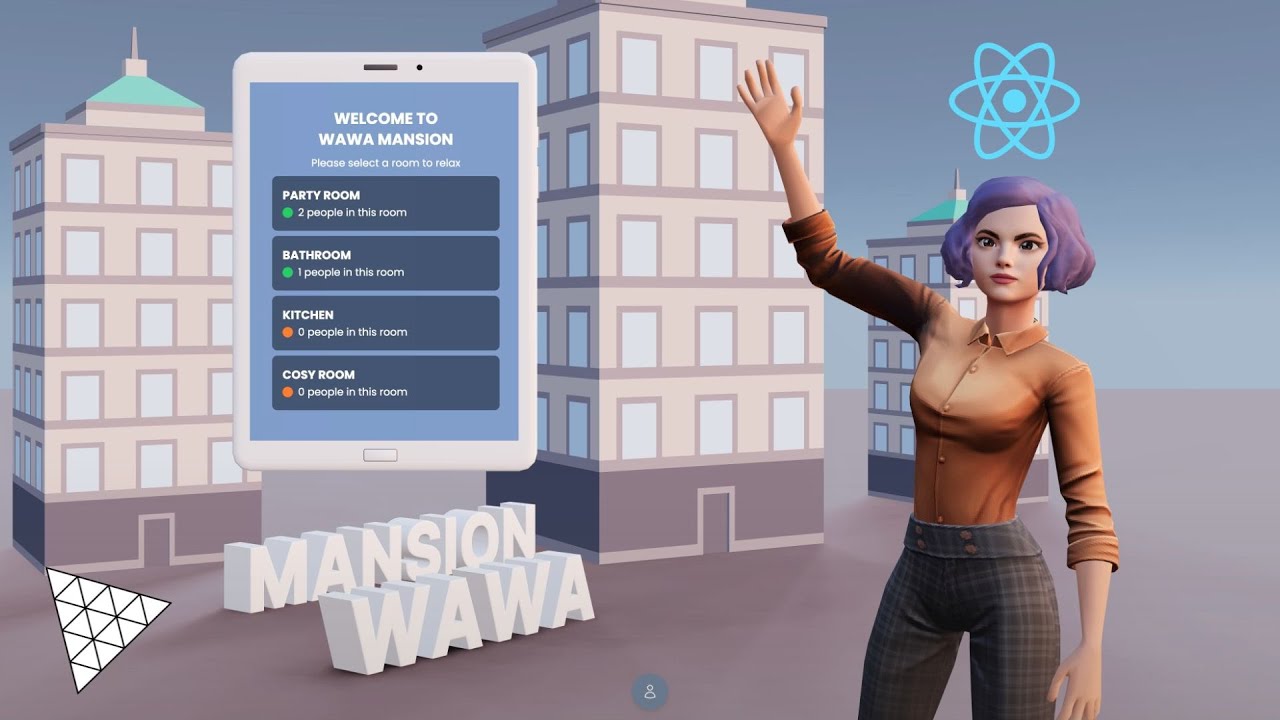 WELCOME TO
WAWA MANSION
Please select a room to relax
PARTY ROOM
2 people in this room
BATHROOM
1 people in this room
KITCHEN
0 people in this room
COSY ROOM
0 people in this room
MANSION
WAWA